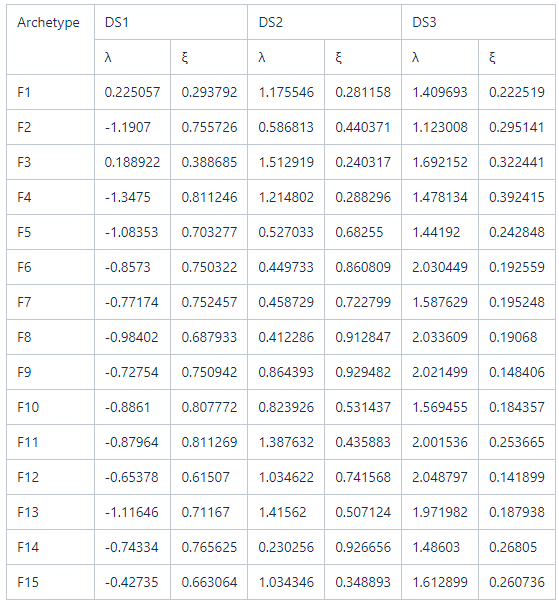 Archetype DS1 DS2 DS3
λ ξ λ ξ λ ξ
F1 0.225057 0.293792 1.175546 0.281158 1.409693 0.222519
F2 -1.1907 0.755726 0.586813 0.440371 1.123008 0.295141
F3 0.188922 0.388685 1.512919 0.240317 1.692152 0.322441
F4 -1.3475 0.811246 1.214802 0.288296 1.478134 0.392415
F5 -1.08353 0.703277 0.527033 0.68255 1.44192 0.242848
F6 -0.8573 0.750322 0.449733 0.860809 2.030449 0.192559
F7 -0.77174 0.752457 0.458729 0.722799 1.587629 0.195248
F8 -0.98402 0.687933 0.412286 0.912847 2.033609 0.19068
F9 -0.72754 0.750942 0.864393 0.929482 2.021499 0.148406
F10 -0.8861 0.807772 0.823926 0.531437 1.569455 0.184357
F11 -0.87964 0.811269 1.387632 0.435883 2.001536 0.253665
F12 -0.65378 0.61507 1.034622 0.741568 2.048797 0.141899
F13 -1.11646 0.71167 1.41562 0.507124 1.971982 0.187938
F14 -0.74334 0.765625 0.230256 0.926656 1.48603 0.26805
F15 -0.42735 0.663064 1.034346 0.348893 1.612899 0.260736